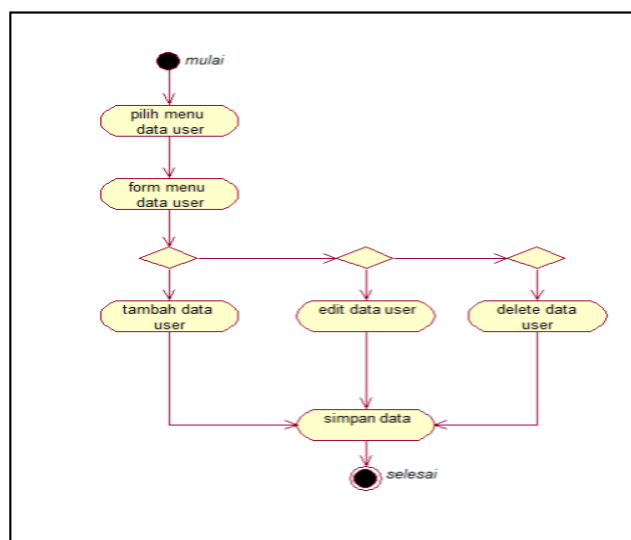 mulai
pilih menu
data user
form menu
data user
tambah data
user
edit data user
delete data
user
simpan data
selesai